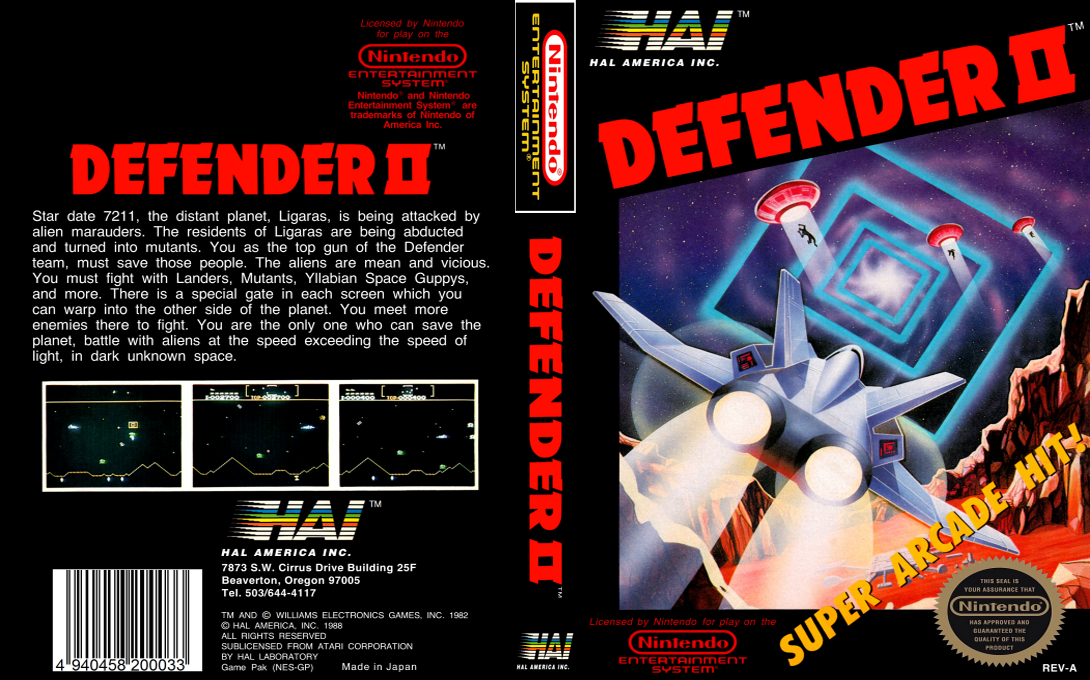 Licensed by Nintendo
for play on the
Nintendo
ENTERTAINMENT
SYSTEM®
Nintendo® and Nintendo
Entertainment System® are
trademarks of Nintendo of
America Inc.
DEFENDER II™
Star date 7211, the distant planet, Ligaras, is being attacked by
alien marauders. The residents of Ligaras are being abducted
and turned into mutants. You as the top gun of the Defender
team, must save those people. The aliens are mean and vicious.
You must fight with Landers, Mutants, Yllabian Space Guppys,
and more. There is a special gate in each screen which you
can warp into the other side of the planet. You meet more
enemies there to fight. You are the only one who can save the
planet, battle with aliens at the speed exceeding the speed of
light, in dark unknown space.
I-002700 TOP-002700
I-000400 TOP-000400
HAL™
HAL AMERICA INC.
7873 S.W. Cirrus Drive Building 25F
Beaverton, Oregon 97005
Tel. 503/644-4117
TM AND © WILLIAMS ELECTRONICS GAMES, INC. 1982
© HAL AMERICA, INC. 1988
ALL RIGHTS RESERVED
SUBLICENSED FROM ATARI CORPORATION
BY HAL LABORATORY
Game Pak (NES-GP) Made in Japan
4 940458 200033
Nintendo®
ENTERTAINMENT
SYSTEM®
DEFENDER II™
HAL
HAL AMERICA INC.
HAL™
HAL AMERICA INC.
DEFENDER II™
SUPER ARCADE HIT!
Licensed by Nintendo for play on the
Nintendo
ENTERTAINMENT
SYSTEM®
THIS SEAL IS
YOUR ASSURANCE THAT
Nintendo®
HAS APPROVED AND
GUARANTEED THE
QUALITY OF THIS
PRODUCT
REV-A